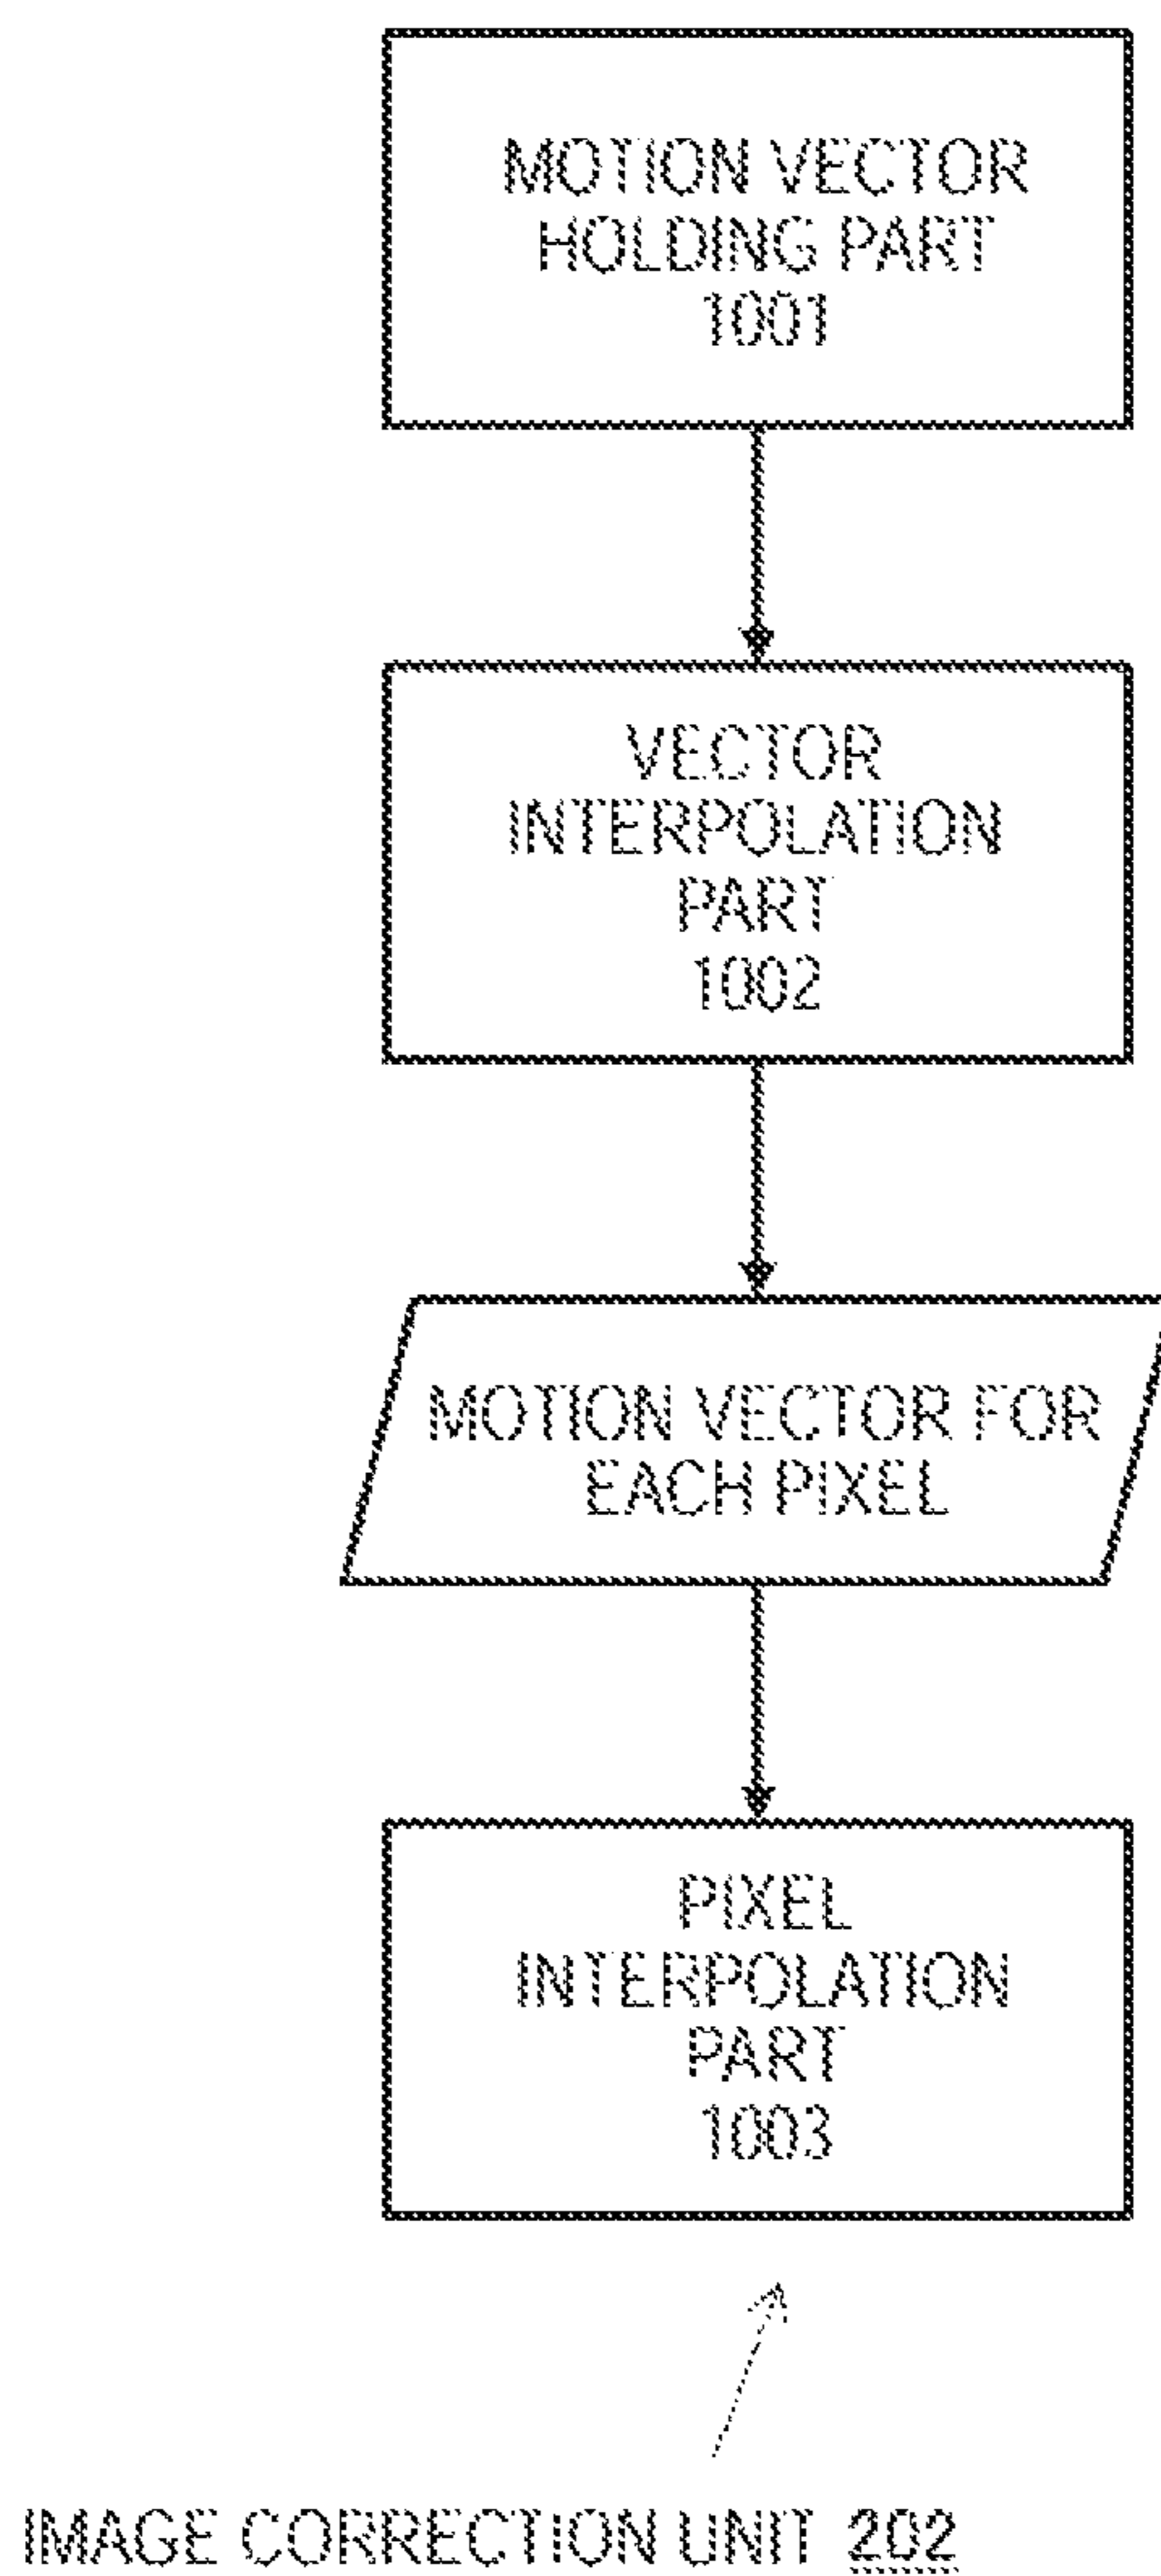 MOTION VECTOR
HOLDING PART
1001
VECTOR
INTERPOLATION
PART
1002
MOTION VECTOR FOR
EACH PIXEL
PIXEL
INTERPOLATION
PART
1003
IMAGE CORRECTION UNIT 202